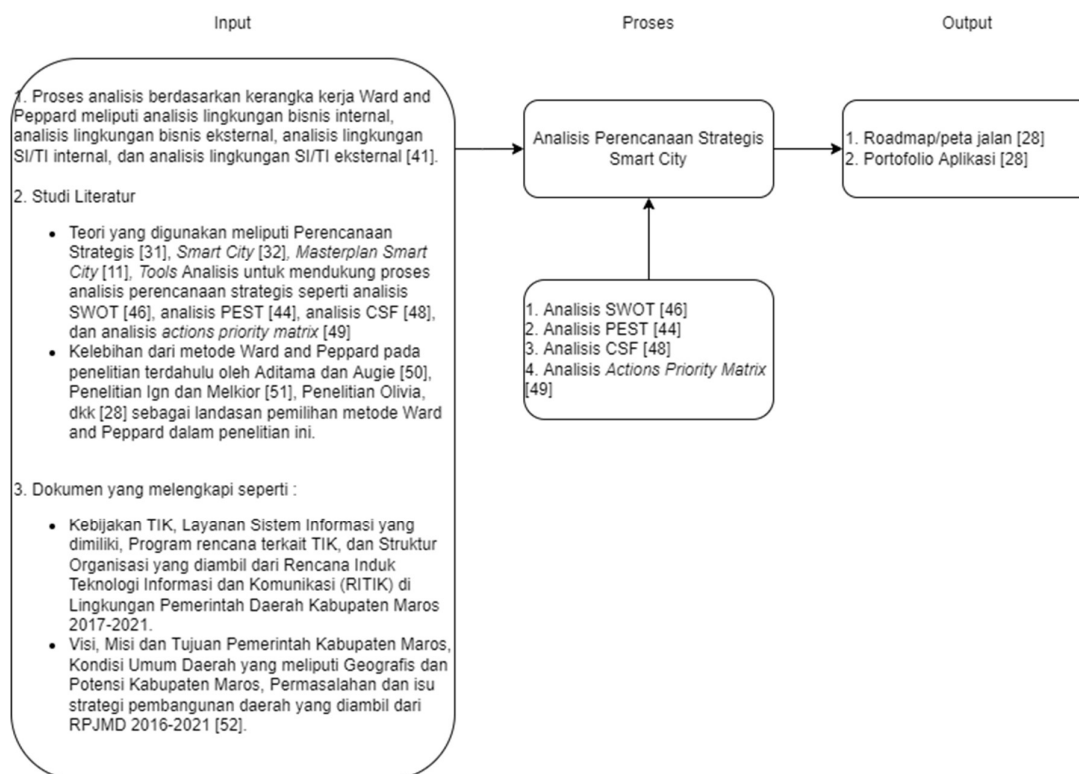 Input
Proses
Output
1. Proses analisis berdasarkan kerangka kerja Ward and
Peppard meliputi analisis lingkungan bisnis internal,
analisis lingkungan bisnis eksternal, analisis lingkungan
SI/TI internal, dan analisis lingkungan SI/TI eksternal [41].
2. Studi Literatur
• Teori yang digunakan meliputi Perencanaan
Strategis [31], Smart City [32], Masterplan Smart
City [11], Tools Analisis untuk mendukung proses
analisis perencanaan strategis seperti analisis
SWOT [46], analisis PEST [44], analisis CSF [48],
dan analisis actions priority matrix [49]
• Kelebihan dari metode Ward and Peppard pada
penelitian terdahulu oleh Aditama dan Augie [50],
Penelitian Ign dan Melkior [51], Penelitian Olivia,
dkk [28] sebagai landasan pemilihan metode Ward
and Peppard dalam penelitian ini.
3. Dokumen yang melengkapi seperti :
• Kebijakan TIK, Layanan Sistem Informasi yang
dimiliki, Program rencana terkait TIK, dan Struktur
Organisasi yang diambil dari Rencana Induk
Teknologi Informasi dan Komunikasi (RITIK) di
Lingkungan Pemerintah Daerah Kabupaten Maros
2017-2021.
• Visi, Misi dan Tujuan Pemerintah Kabupaten Maros,
Kondisi Umum Daerah yang meliputi Geografis dan
Potensi Kabupaten Maros, Permasalahan dan isu
strategi pembangunan daerah yang diambil dari
RPJMD 2016-2021 [52].
Analisis Perencanaan Strategis
Smart City
1. Analisis SWOT [46]
2. Analisis PEST [44]
3. Analisis CSF [48]
4. Analisis Actions Priority Matrix
[49]
1. Roadmap/peta jalan [28]
2. Portofolio Aplikasi [28]